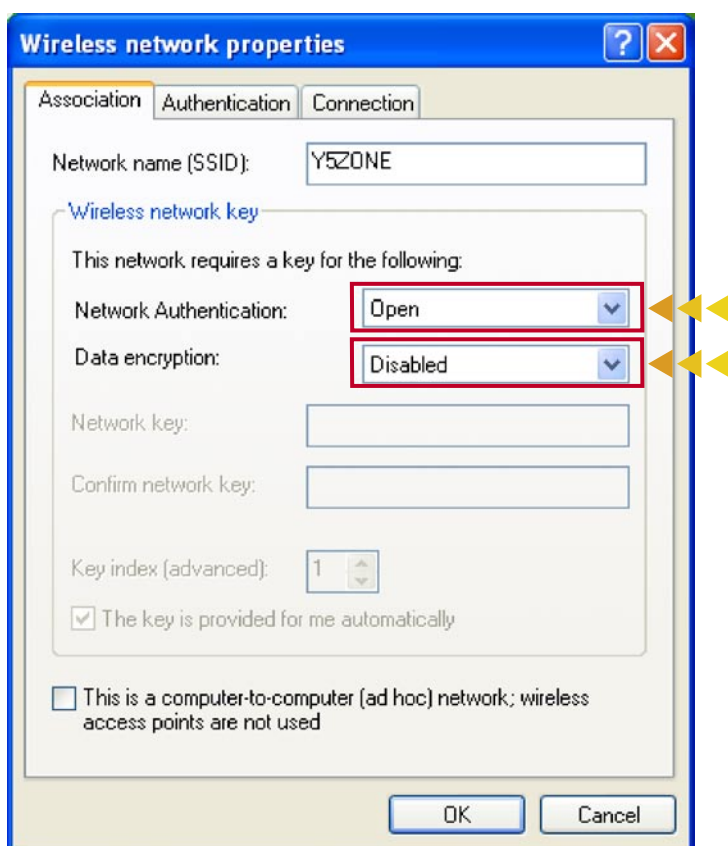 Wireless network properties
Association Authentication Connection
Network name (SSID): Y5ZONE
Wireless network key
This network requires a key for the following:
Network Authentication: Open
Data encryption: Disabled
Network key:
Confirm network key:
Key index (advanced): 1
The key is provided for me automatically
This is a computer-to-computer (ad hoc) network; wireless
access points are not used
OK Cancel